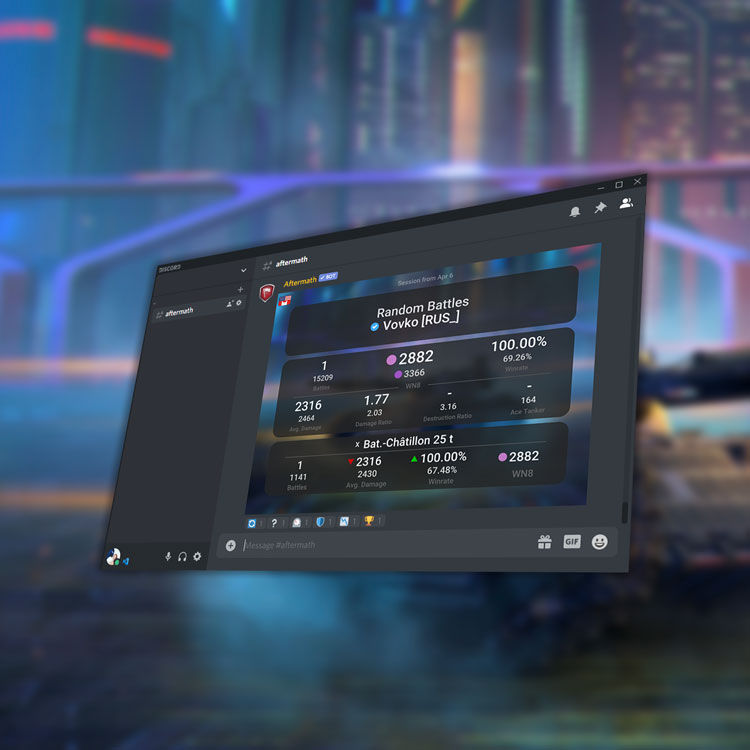 DISCORD
# aftermath
# aftermath
Aftermath ✓ BOT
Session from Apr 6
Random Battles
Vovko [RUS_]
1 2882 100.00%
15209 3366 69.26%
Battles WN8 Winrate
2316 1.77 - -
2464 2.03 3.16 164
Avg. Damage Damage Ratio Destruction Ratio Ace Tanker
x Bat.-Châtillon 25 t
1 2316 100.00% 2882
1141 2430 67.48% WN8
Battles Avg. Damage Winrate
1 ? 1 1 1 1 1
Message #aftermath GIF